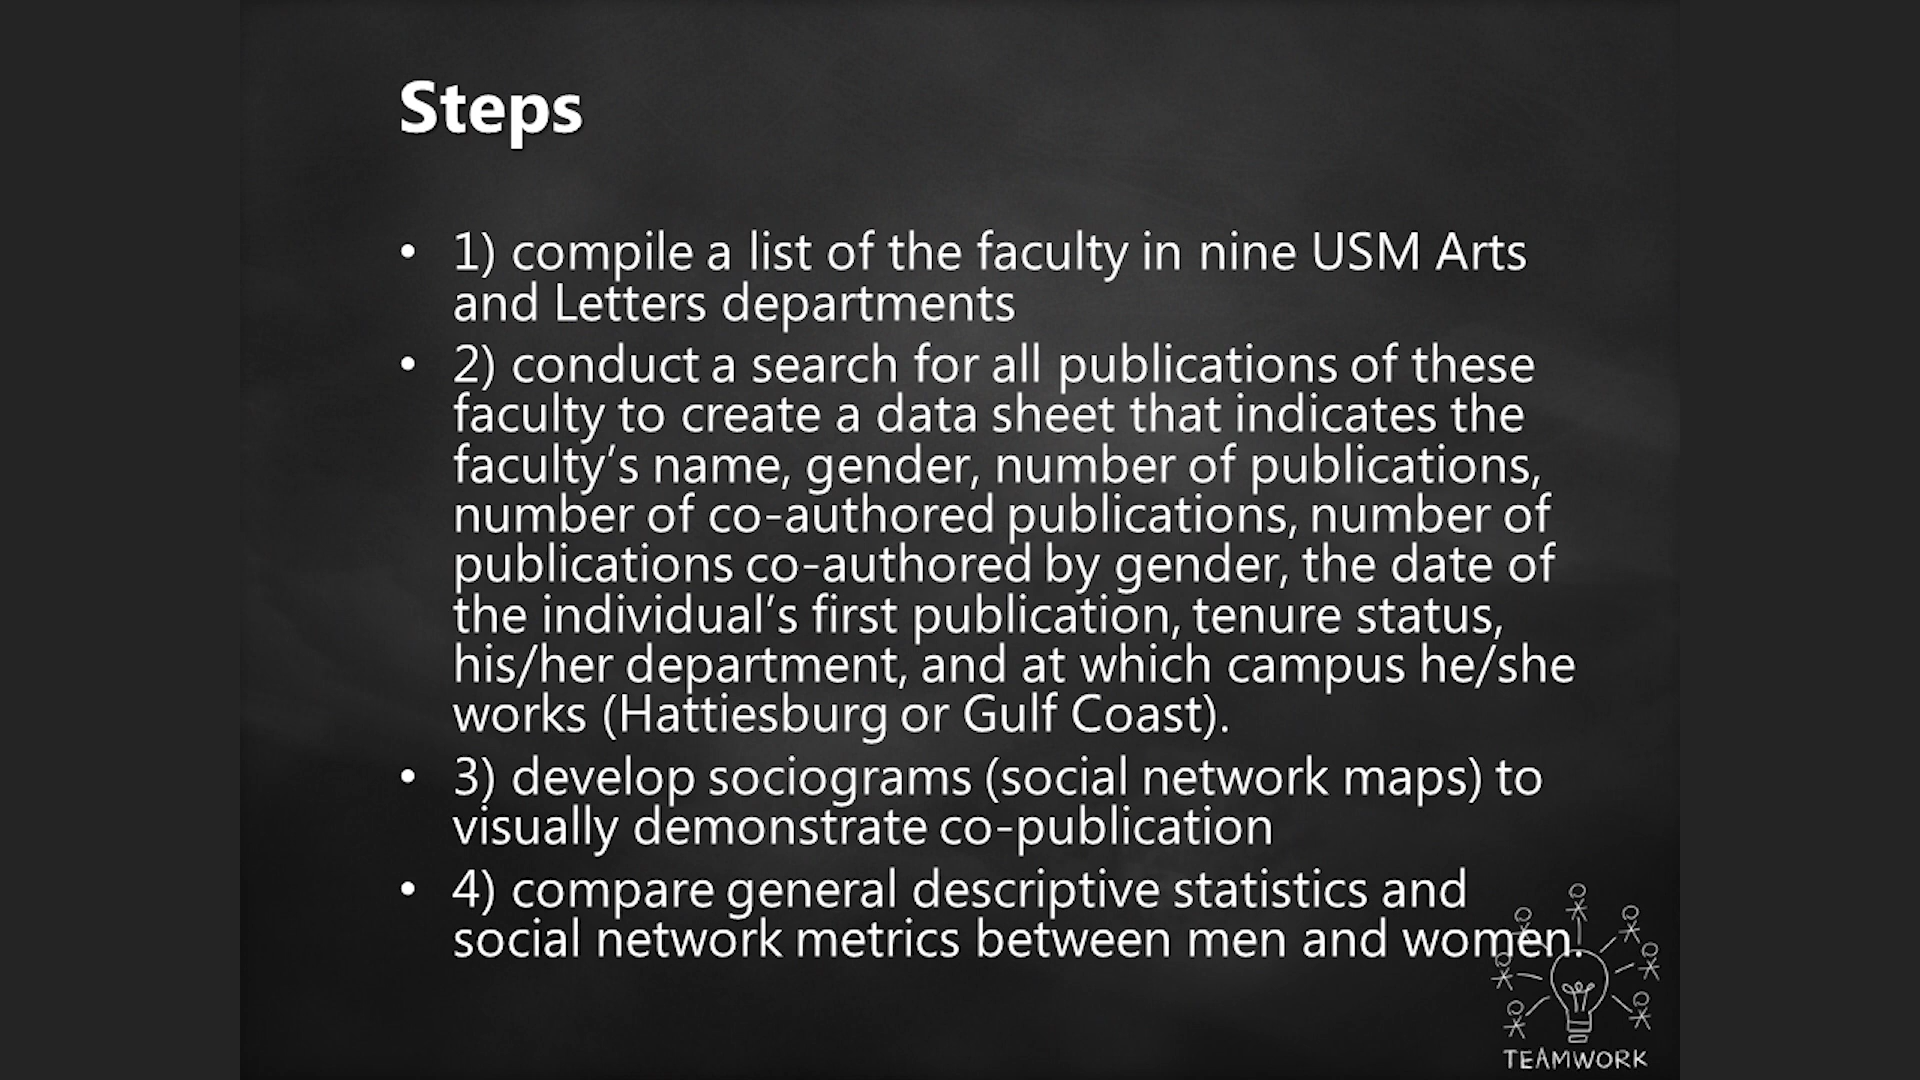 Steps
• 1) compile a list of the faculty in nine USM Arts
and Letters departments
• 2) conduct a search for all publications of these
faculty to create a data sheet that indicates the
faculty’s name, gender, number of publications,
number of co-authored publications, number of
publications co-authored by gender, the date of
the individual’s first publication, tenure status,
his/her department, and at which campus he/she
works (Hattiesburg or Gulf Coast).
• 3) develop sociograms (social network maps) to
visually demonstrate co-publication
• 4) compare general descriptive statistics and
social network metrics between men and women.
TEAMWORK